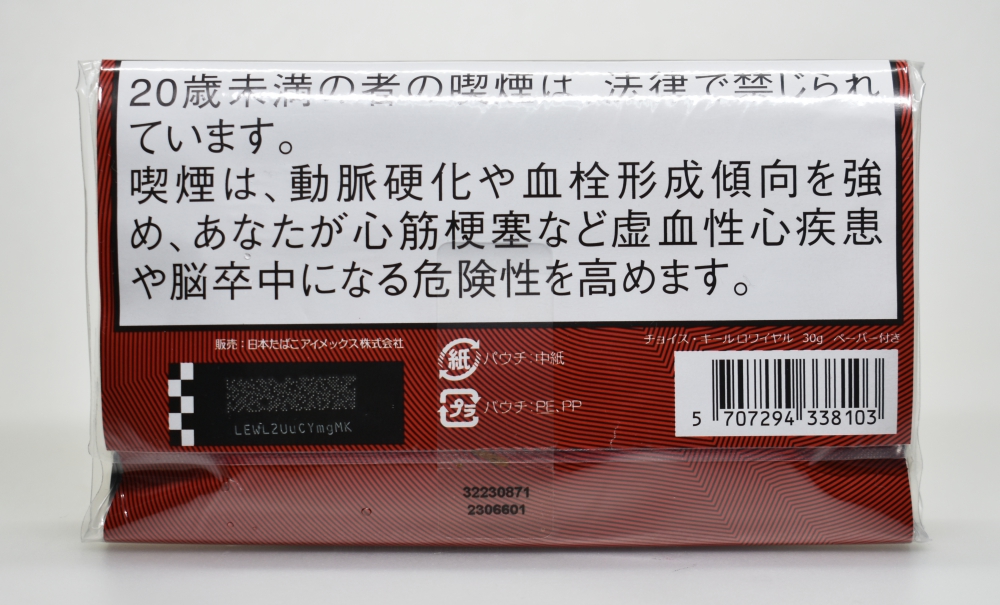 20歳未満の者の喫煙は、法律で禁じられ
ています。
喫煙は、動脈硬化や血栓形成傾向を強
め、あなたが心筋梗塞など虚血性心疾患
や脳卒中になる危険性を高めます。
販売：日本たばこアイメックス株式会社
チョイス・キールロワイヤル 30g ペーパー付き
紙 パウチ：中紙
プラ パウチ：PE、PP
LEWL2UuCYmgMK
5 707294 338103
32230871
2306601